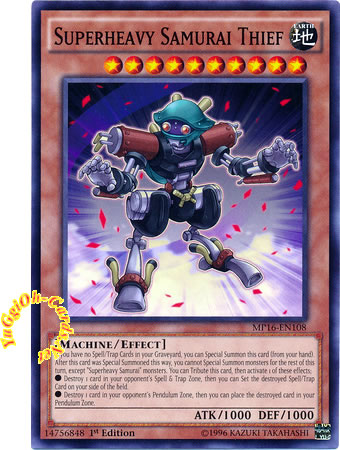 SUPERHEAVY SAMURAI THIEF
EARTH
地
MP16-EN108
[MACHINE/EFFECT]
If you have no Spell/Trap Cards in your Graveyard, you can Special Summon this card (from your hand).
After this card was Special Summoned this way, you cannot Special Summon monsters for the rest of this
turn, except "Superheavy Samurai" monsters. You can Tribute this card, then activate 1 of these effects;
● Destroy 1 card in your opponent's Spell & Trap Zone, then you can Set the destroyed Spell/Trap
Card on your side of the field.
● Destroy 1 card in your opponent's Pendulum Zone, then you can place the destroyed card in your
Pendulum Zone.
ATK/1000 DEF/1000
14756848 1st Edition ©1996 KAZUKI TAKAHASHI